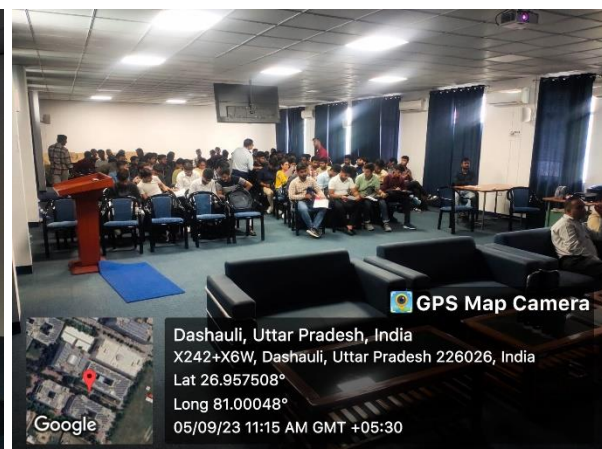 GPS Map Camera
Dashauli, Uttar Pradesh, India
X242+X6W, Dashauli, Uttar Pradesh 226026, India
Lat 26.957508°
Long 81.00048°
05/09/23 11:15 AM GMT +05:30
Google